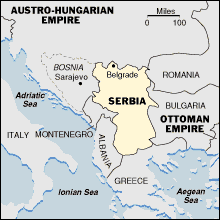 AUSTRO-HUNGARIAN
EMPIRE
0 Miles 150
BOSNIA
Sarajevo
Belgrade
ROMANIA
Adriatic
Sea
SERBIA
BULGARIA
ITALY
MONTENEGRO
OTTOMAN
EMPIRE
ALBANIA
GREECE
Ionian Sea
Aegean
Sea